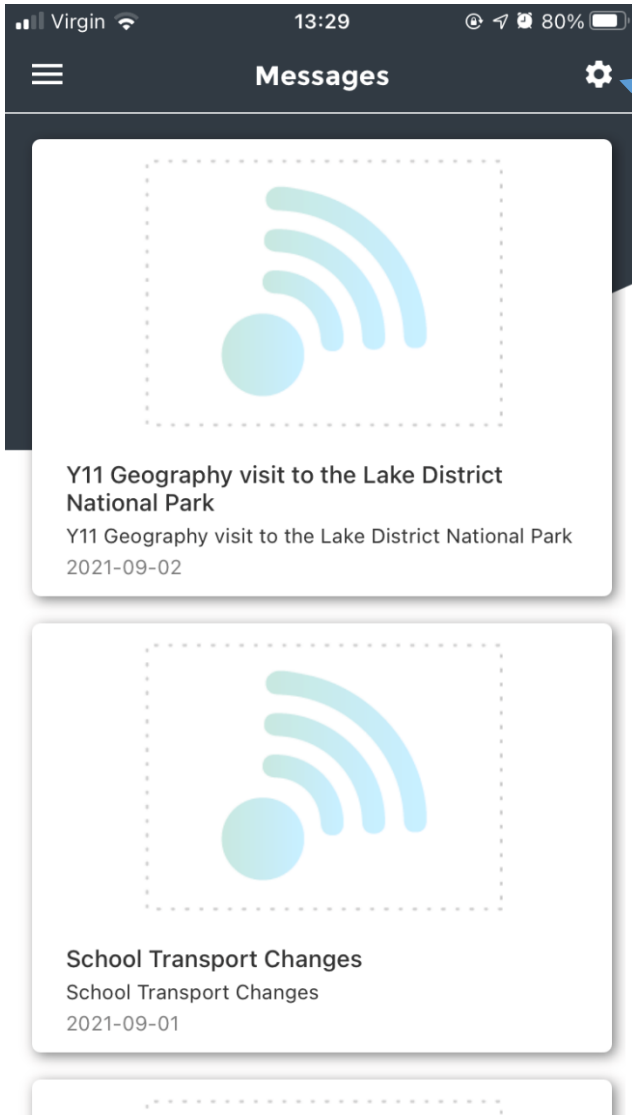 Virgin 13:29 80%
Messages
Y11 Geography visit to the Lake District
National Park
Y11 Geography visit to the Lake District National Park
2021-09-02
School Transport Changes
School Transport Changes
2021-09-01